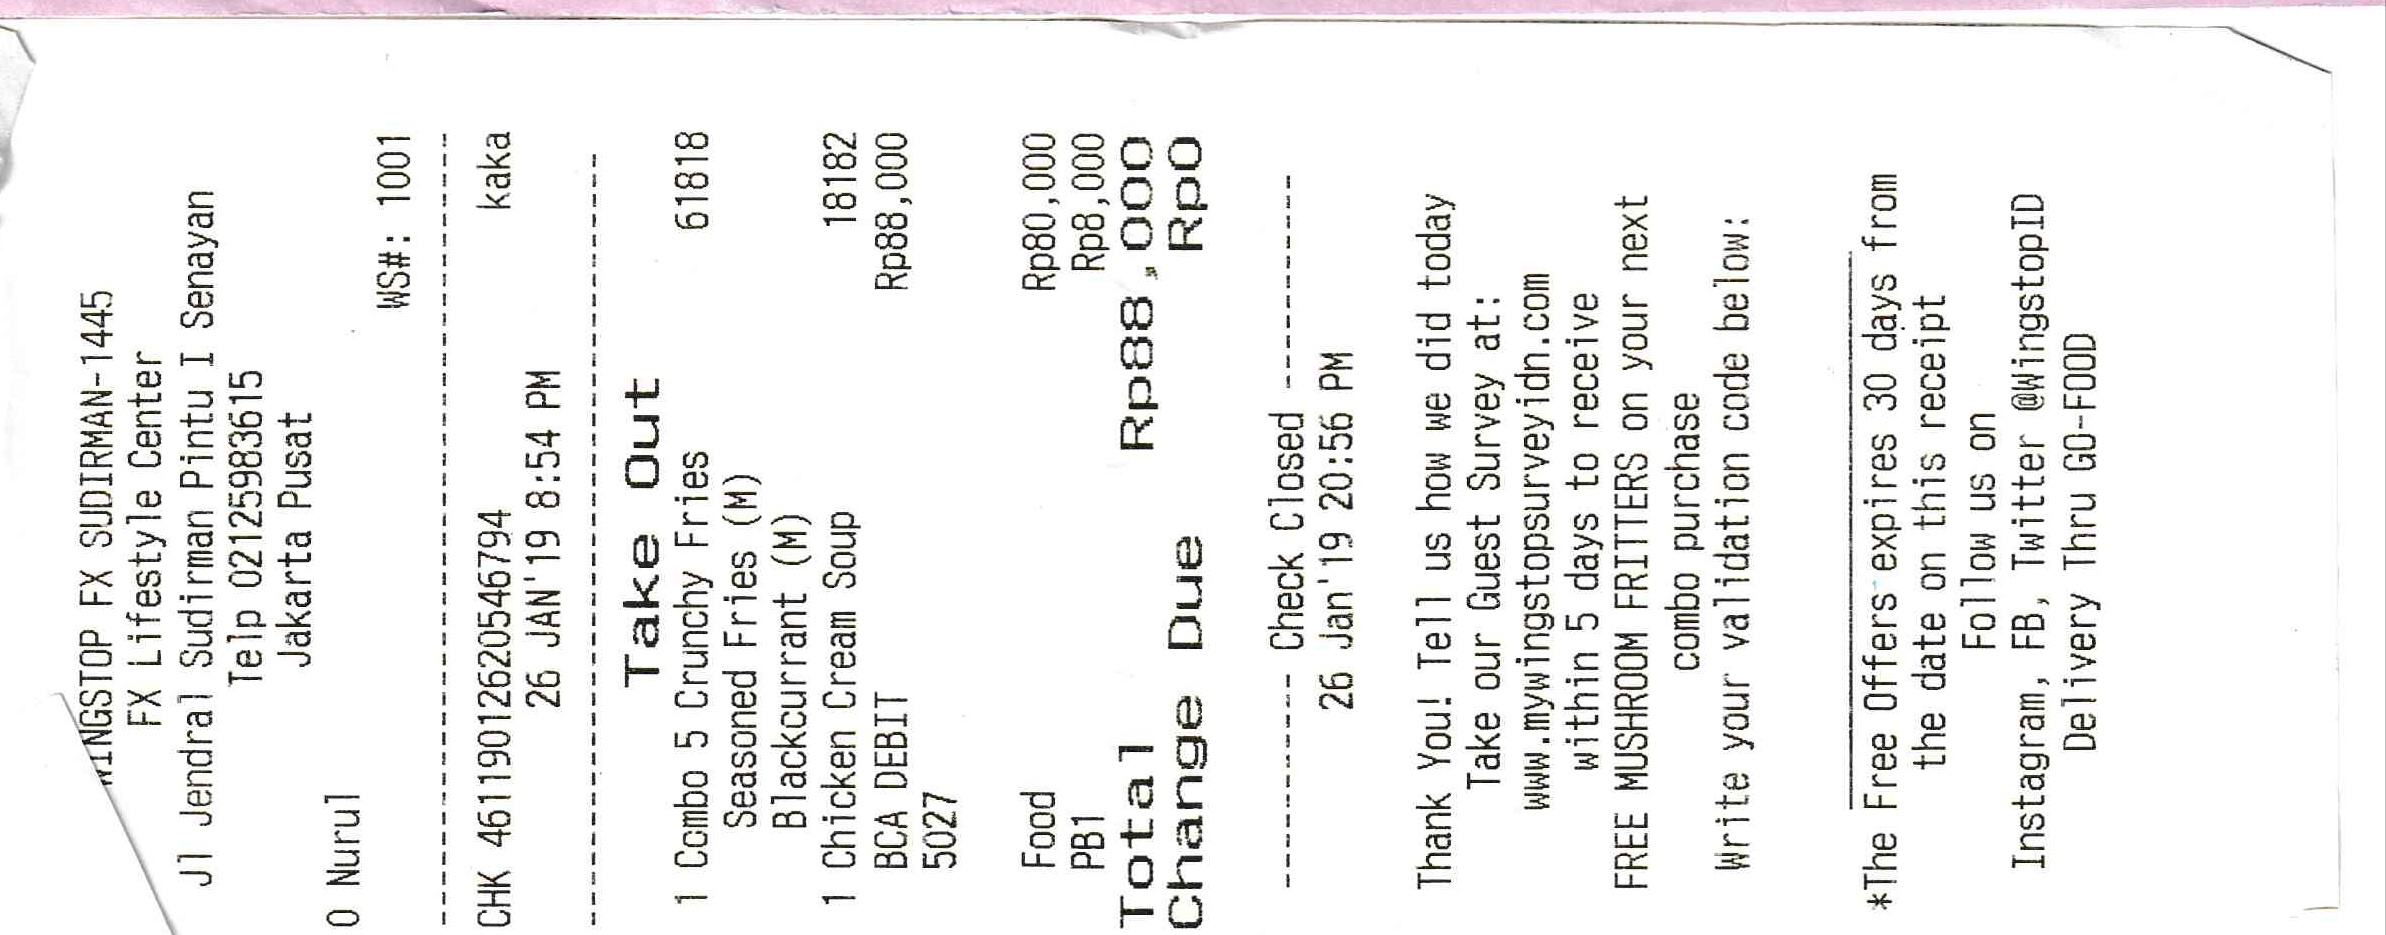 WINGSTOP FX SUDIRMAN-1445
FX Lifestyle Center
Jl Jendral Sudirman Pintu I Senayan
Telp 02125983615
Jakarta Pusat
0 Nurul
WS#: 1001
CHK 461190126205467​94 kaka
26 JAN'19 8:54 PM
Take Out
1 Combo 5 Crunchy Fries 61818
Seasoned Fries (M)
Blackcurrant (M)
1 Chicken Cream Soup 18182
BCA DEBIT Rp88,000
5027
Food Rp80,000
PB1 Rp8,000
Total Rp88,000
Change Due Rp0
------------ Check Closed ------------
26 Jan'19 20:56 PM
Thank You! Tell us how we did today
Take our Guest Survey at:
www.mywingstopsurveyidn.com
within 5 days to receive
FREE MUSHROOM FRITTERS on your next
combo purchase
Write your validation code below:
*The Free Offers expires 30 days from
the date on this receipt
Follow us on
Instagram, FB, Twitter @WingstopID
Delivery Thru GO-FOOD